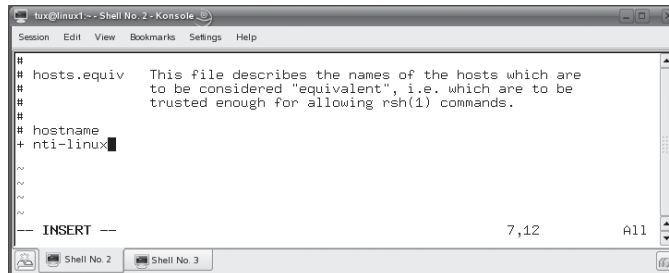 tux@linux1:~ - Shell No. 2 - Konsole
Session Edit View Bookmarks Settings Help
#
# hosts.equiv This file describes the names of the hosts which are
# to be considered "equivalent", i.e. which are to be
# trusted enough for allowing rsh(1) commands.
#
# hostname
+ nti-linux
~
~
~
~
-- INSERT -- 7,12 All
Shell No. 2 Shell No. 3